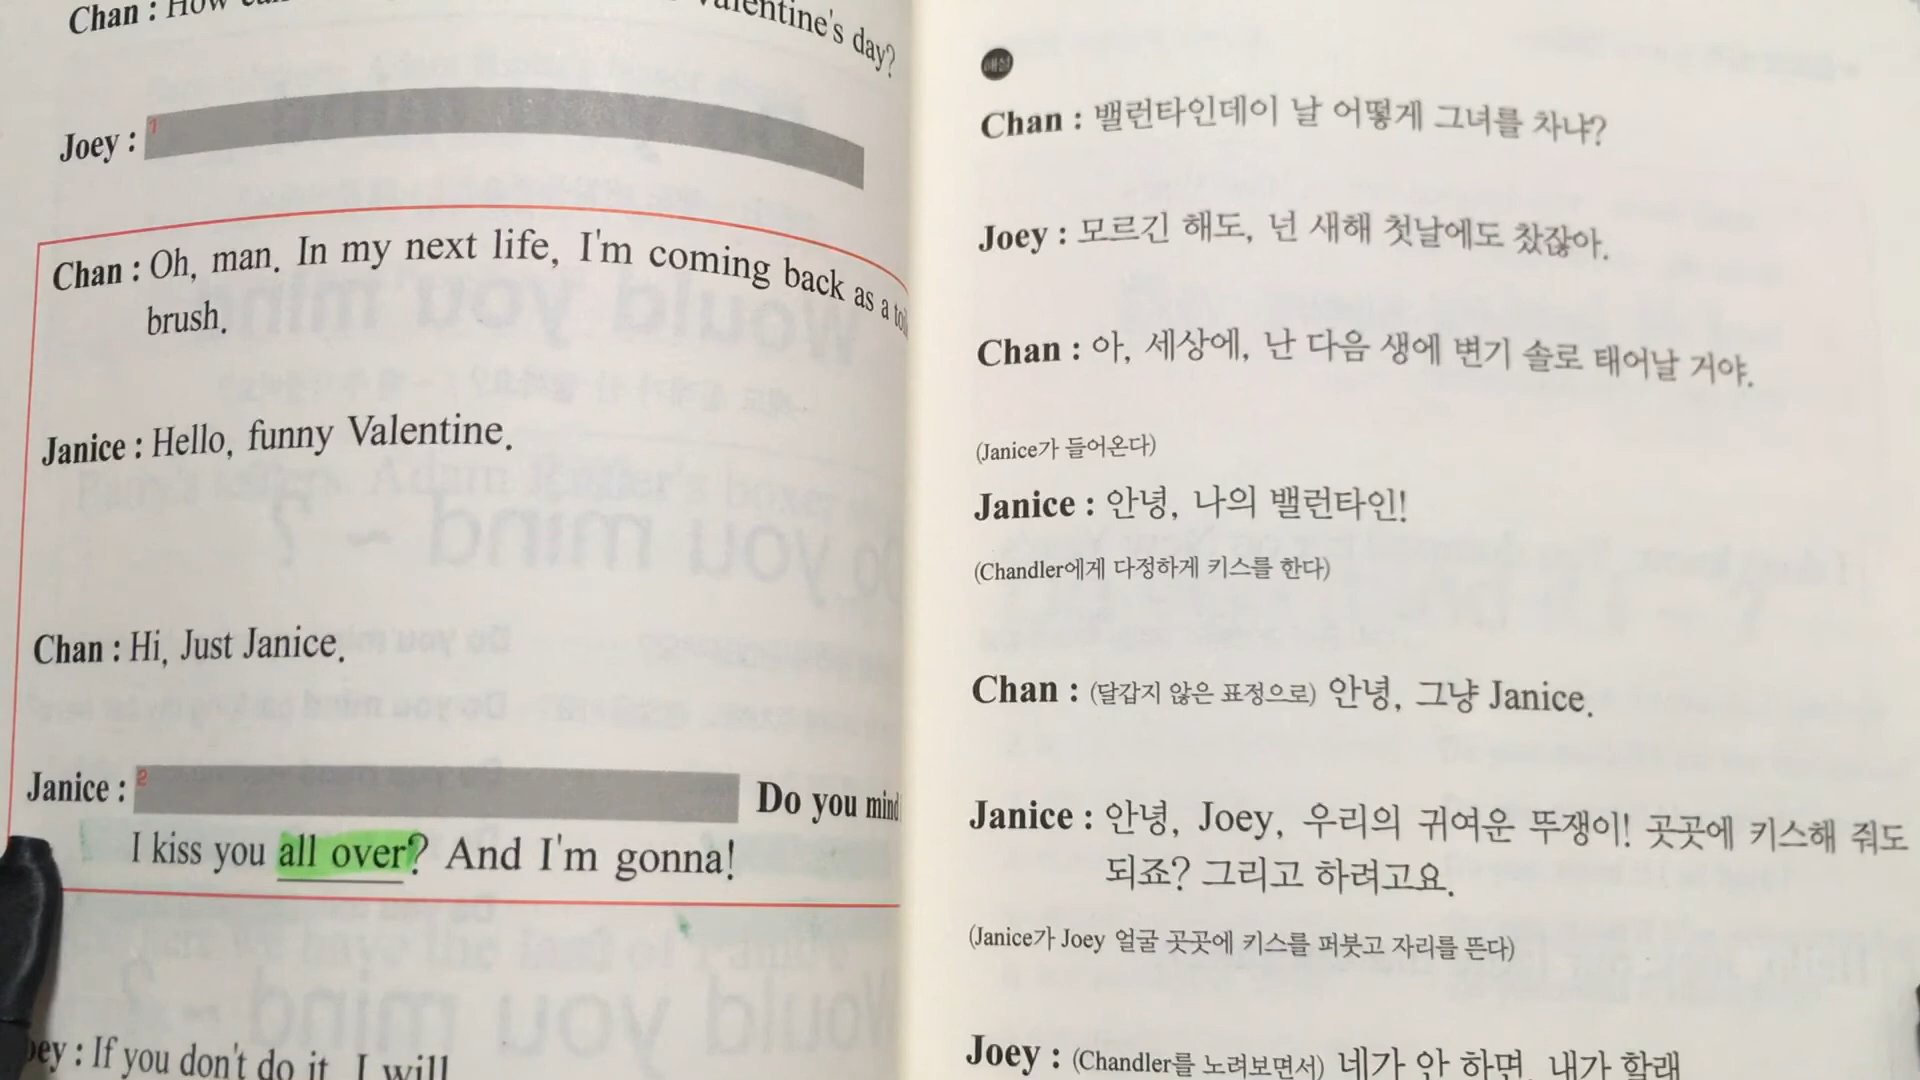 Chan : How
Valentine's day?
Joey : 1
Chan : Oh, man. In my next life, I'm coming back as a
brush.
Janice : Hello, funny Valentine.
Chan : Hi, Just Janice.
Janice : 2 Do you mind
I kiss you all over? And I'm gonna!
If you don't do it, I will
해설
Chan : 밸런타인데이 날 어떻게 그녀를 차냐?
Joey : 모르긴 해도, 넌 새해 첫날에도 찼잖아.
Chan : 아, 세상에, 난 다음 생에 변기 솔로 태어날 거야.
(Janice가 들어온다)
Janice : 안녕, 나의 밸런타인!
(Chandler에게 다정하게 키스를 한다)
Chan : (달갑지 않은 표정으로) 안녕, 그냥 Janice.
Janice : 안녕, Joey, 우리의 귀여운 뚜쟁이! 곳곳에 키스해 줘도
되죠? 그리고 하려고요.
(Janice가 Joey 얼굴 곳곳에 키스를 퍼붓고 자리를 뜬다)
Joey : (Chandler를 노려보면서) 네가 안 하면, 내가 할래